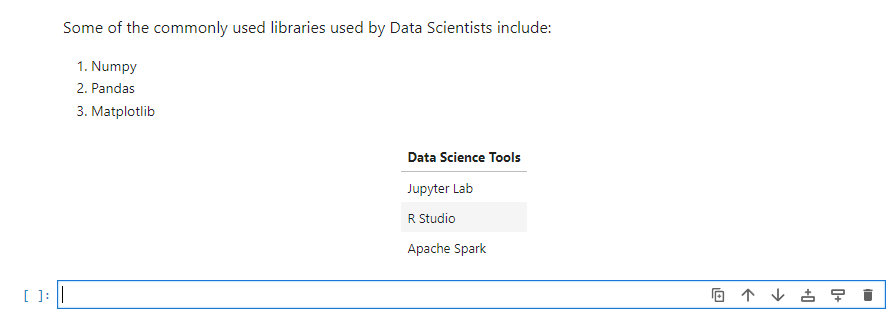 Some of the commonly used libraries used by Data Scientists include:
1. Numpy
2. Pandas
3. Matplotlib
Data Science Tools
Jupyter Lab
R Studio
Apache Spark
[ ]: